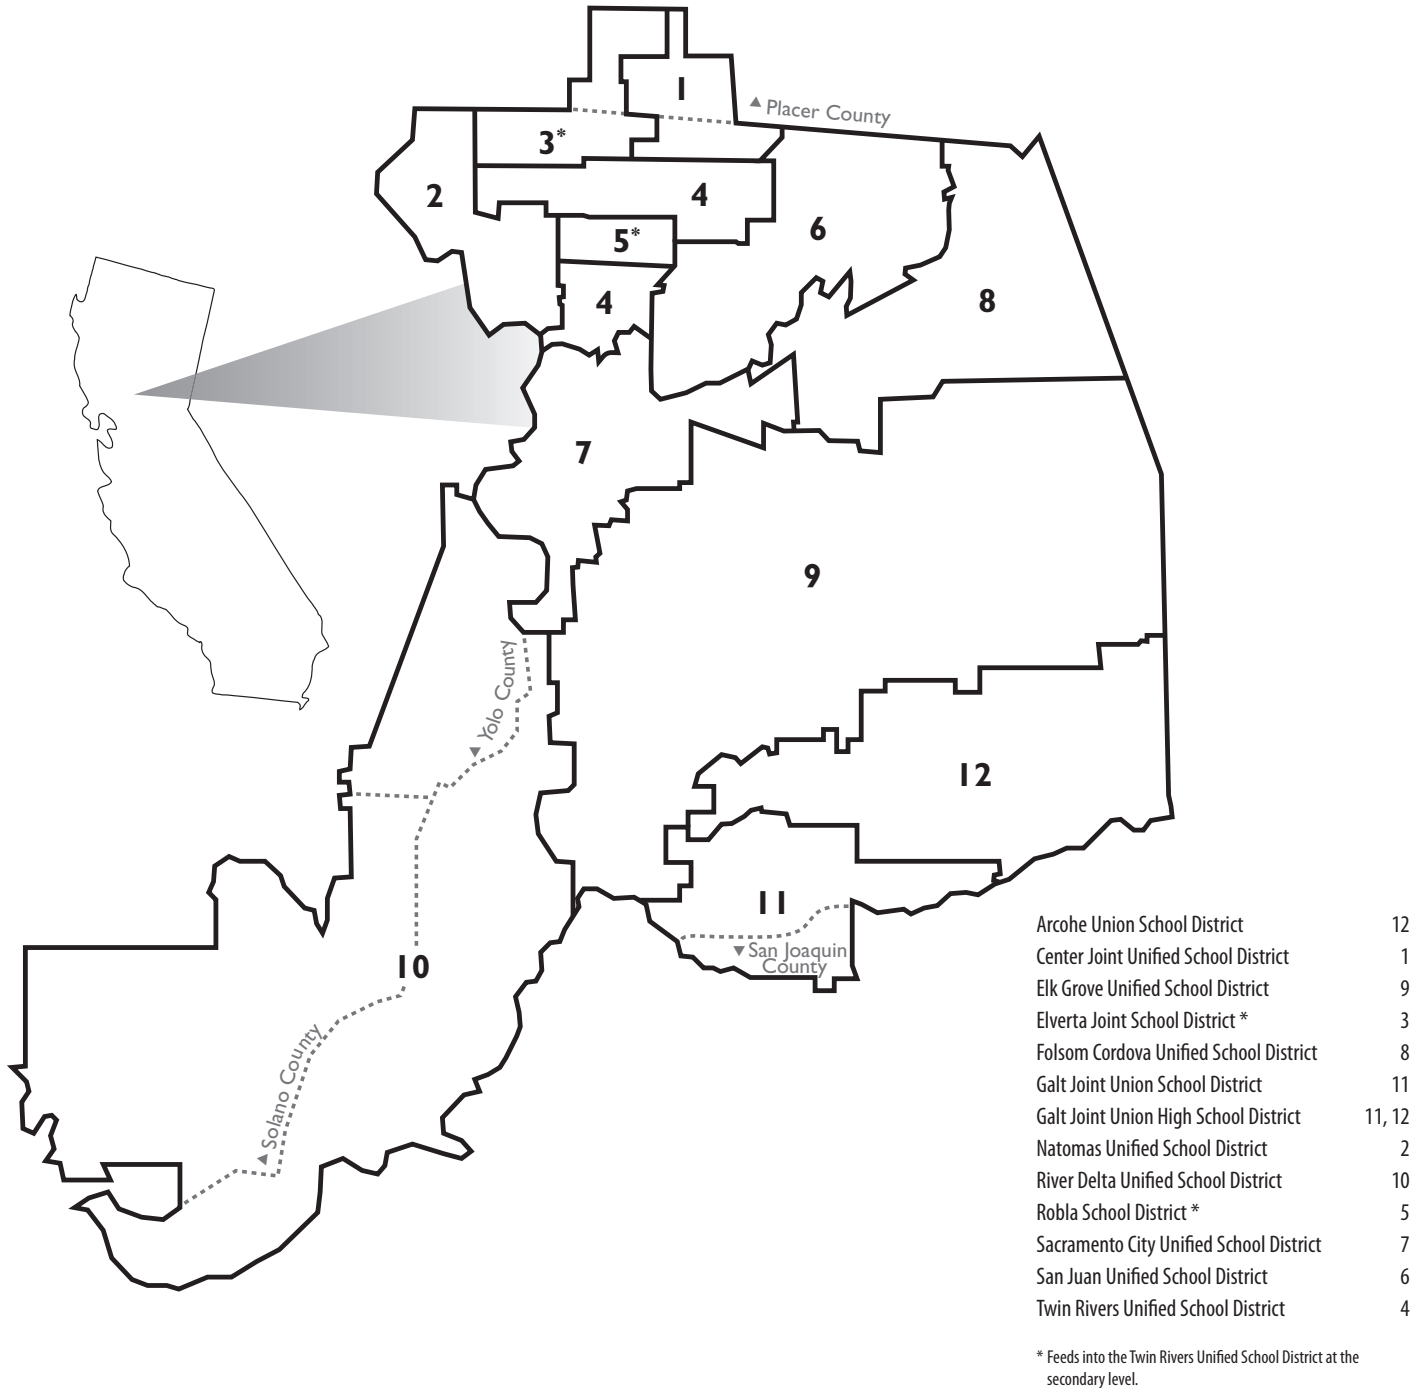 1
▲ Placer County
3*
2
4
6
5*
4
8
7
9
▲ Yolo County
12
11
▼ San Joaquin
County
10
▲ Solano County
Arcohe Union School District 12
Center Joint Unified School District 1
Elk Grove Unified School District 9
Elverta Joint School District * 3
Folsom Cordova Unified School District 8
Galt Joint Union School District 11
Galt Joint Union High School District 11, 12
Natomas Unified School District 2
River Delta Unified School District 10
Robla School District * 5
Sacramento City Unified School District 7
San Juan Unified School District 6
Twin Rivers Unified School District 4
* Feeds into the Twin Rivers Unified School District at the
secondary level.